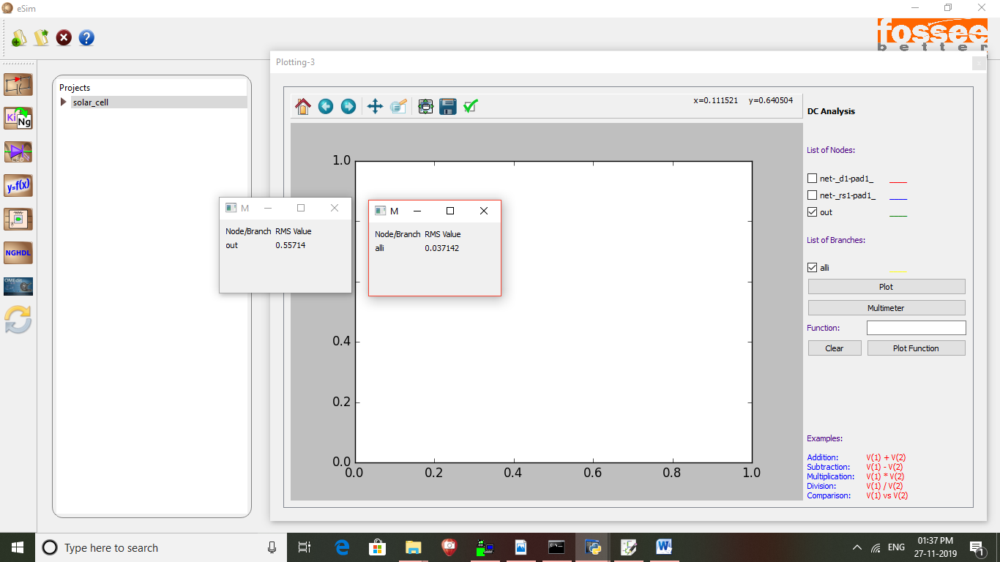 eSim
fossee
better
Plotting-3
x
Projects
solar_cell
x=0.111521 y=0.640504
Ki
Ng
y=f(x)
NGHDL
OMEdit
1.0
0.4
0.2
0.0
0.0 0.2 0.4 0.6 0.8 1.0
M
Node/Branch RMS Value
out 0.55714
M
Node/Branch RMS Value
alli 0.037142
DC Analysis
List of Nodes:
net-_d1-pad1_
net-_rs1-pad1_
out
List of Branches:
alli
Plot
Multimeter
Function:
Clear Plot Function
Examples:
Addition: V(1) + V(2)
Subtraction: V(1) - V(2)
Multiplication: V(1) * V(2)
Division: V(1) / V(2)
Comparison: V(1) vs V(2)
Type here to search
ENG
01:37 PM
27-11-2019
1